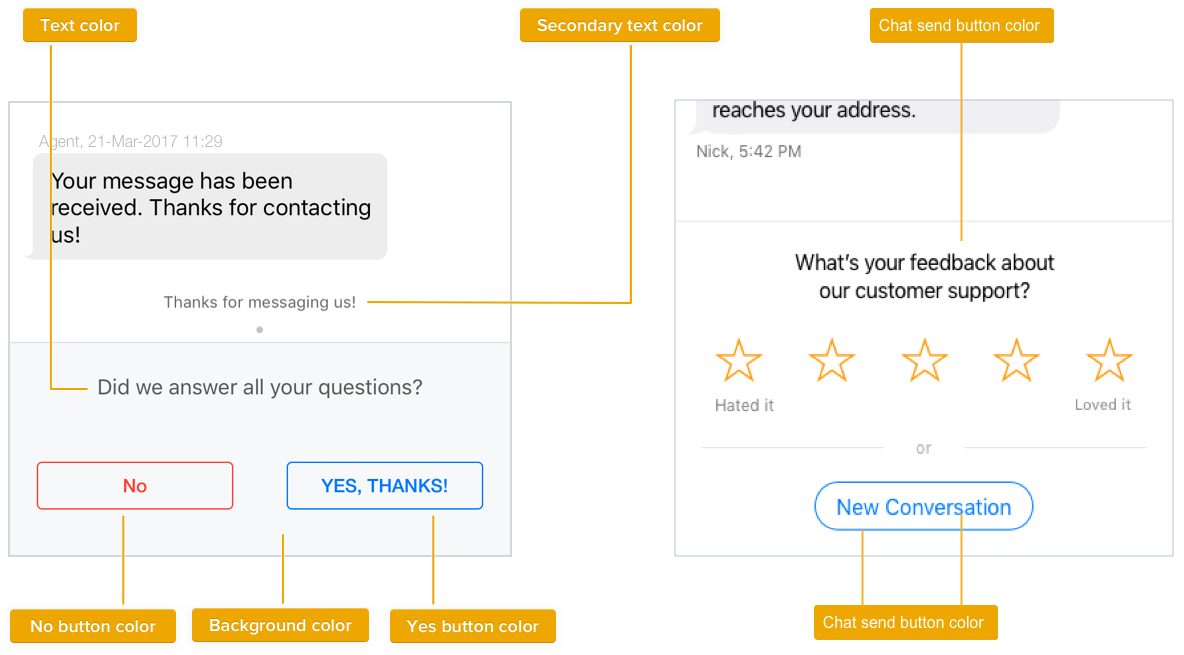 Text color
Secondary text color
Chat send button color
Agent, 21-Mar-2017 11:29
Your message has been
received. Thanks for contacting
us!
Thanks for messaging us!
Did we answer all your questions?
No
YES, THANKS!
No button color
Background color
Yes button color
reaches your address.
Nick, 5:42 PM
What's your feedback about
our customer support?
Hated it
Loved it
or
New Conversation
Chat send button color